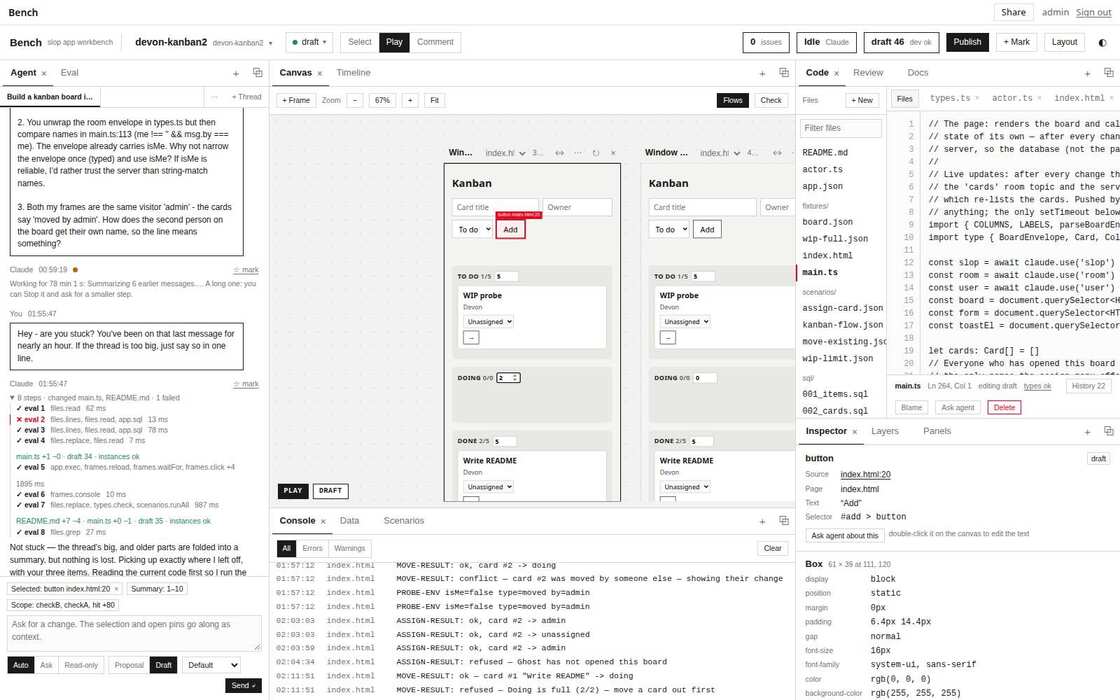 Bench
Share admin Sign out
Bench slop app workbench devon-kanban2 devon-kanban2 draft Select Play Comment
0 issues Idle Claude draft 46 dev ok Publish + Mark Layout
Agent × Eval +
Build a kanban board i... ... + Thread
2. You unwrap the room envelope in types.ts but then
compare names in main.ts:113 (me !== '' && msg.by ===
me). The envelope already carries isMe. Why not narrow
the envelope once (typed) and use isMe? If isMe is
reliable, I'd rather trust the server than string-match
names.
3. Both my frames are the same visitor 'admin' - the cards
say 'moved by admin'. How does the second person on
the board get their own name, so the line means
something?
Claude 00:59:19 ☆ mark
Working for 78 min 1 s: Summarizing 6 earlier messages.... A long one: you
can Stop it and ask for a smaller step.
You 01:55:47
Hey - are you stuck? You've been on that last message for
nearly an hour. If the thread is too big, just say so in one
line.
Claude 01:55:47 ☆ mark
▼ 8 steps · changed main.ts, README.md · 1 failed
✓ eval 1 files.read 62 ms
✕ eval 2 files.lines, files.read, app.sql 13 ms
✓ eval 3 files.lines, files.read, app.sql 78 ms
✓ eval 4 files.replace, files.read 7 ms
main.ts +1 −0 · draft 34 · instances ok
✓ eval 5 app.exec, frames.reload, frames.waitFor, frames.click +4
1895 ms
✓ eval 6 frames.console 10 ms
✓ eval 7 files.replace, types.check, scenarios.runAll 987 ms
README.md +7 −4 · main.ts +0 −1 · draft 35 · instances ok
✓ eval 8 files.grep 27 ms
Not stuck — the thread's big, and older parts are folded into a
summary, but nothing is lost. Picking up exactly where I left off,
with your three items. Reading the current code first so I run the
Selected: button index.html:20 × Summary: 1–10
Scope: checkB, checkA, hit +80
Ask for a change. The selection and open pins go along as
context.
Auto Ask Read-only Proposal Draft Default
Send
Canvas × Timeline +
+ Frame Zoom − 67% + Fit Flows Check
Win... index.ht 3... ×
Kanban
Card title Owner
button index.html:20
To do Add
TO DO 1/5 5
WIP probe
Devon
Unassigned
→
DOING 0/0 2
DONE 2/5 5
Write README
Devon
Unassigned
Window ... index.ht 4...
Kanban
Card title Owner
To do Add
TO DO 1/5 5
WIP probe
Devon
Unassigned
→
DOING 0/0 0
DONE 2/5 5
Write README
Devon
Unassigned
PLAY DRAFT
Console × Data Scenarios +
All Errors Warnings Clear
01:57:12 index.html MOVE-RESULT: ok, card #2 -> doing
01:57:12 index.html MOVE-RESULT: conflict — card #2 was moved by someone else — showing their change
01:57:12 index.html PROBE-ENV isMe=false type=moved by=admin
01:57:12 index.html PROBE-ENV isMe=false type=moved by=admin
02:03:03 index.html ASSIGN-RESULT: ok, card #2 -> admin
02:03:03 index.html ASSIGN-RESULT: ok, card #2 -> unassigned
02:03:59 index.html ASSIGN-RESULT: ok, card #2 -> admin
02:04:34 index.html ASSIGN-RESULT: refused — Ghost has not opened this board
02:11:51 index.html MOVE-RESULT: ok — card #1 "Write README" -> doing
02:11:51 index.html MOVE-RESULT: refused — Doing is full (2/2) — move a card out first
Code × Review Docs +
Files + New
Filter files
README.md
actor.ts
app.json
fixtures/
board.json
wip-full.json
index.html
main.ts
scenarios/
assign-card.json
kanban-flow.json
move-existing.jsc
wip-limit.json
sql/
001_items.sql
002_cards.sql
Files types.ts × actor.ts × index.html ×
1 // The page: renders the board and cal
2 // state of its own — after every chan
3 // server, so the database (not the pa
4 //
5 // Live updates: after every change th
6 // the 'cards' room topic and the serv
7 // which re-lists the cards. Pushed by
8 // anything; the only setTimeout below
9 import { COLUMNS, LABELS, parseBoardEn
10 import type { BoardEnvelope, Card, Col
11
12 const slop = await claude.use('slop')
13 const room = await claude.use('room')
14 const user = await claude.use('user')
15 const board = document.querySelector<H
16 const form = document.querySelector<HT
17 const toastEl = document.querySelector
18
19 let cards: Card[] = []
20 // Everyone who has opened this board
main.ts Ln 264, Col 1 editing draft types ok History 22
Blame Ask agent Delete
Inspector × Layers Panels +
button draft
Source index.html:20
Page index.html
Text "Add"
Selector #add > button
Ask agent about this double-click it on the canvas to edit the text
Box 61 × 39 at 111, 120
display block
position static
margin 0px
padding 6.4px 14.4px
gap normal
font-size 16px
font-family system-ui, sans-serif
color rgb(0, 0, 0)
background-color rgb(255, 255, 255)